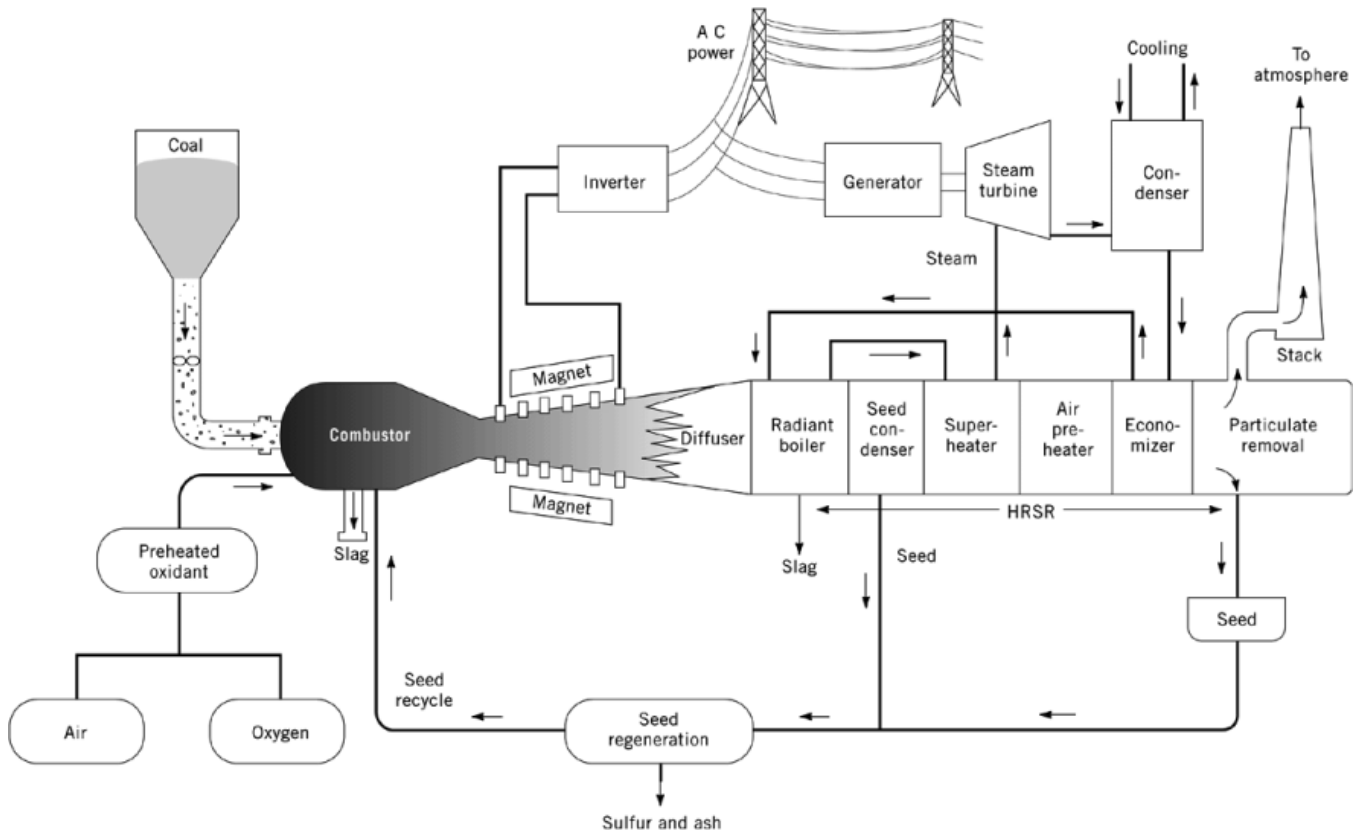 A C
power
Cooling
To
atmosphere
Coal
Inverter
Generator
Steam
turbine
Con-
denser
Steam
Stack
Magnet
Combustor
Diffuser
Radiant
boiler
Seed
con-
denser
Super-
heater
Air
pre-
heater
Econo-
mizer
Particulate
removal
Magnet
HRSR
Slag
Preheated
oxidant
Slag
Seed
Seed
Seed
recycle
Air
Oxygen
Seed
regeneration
Sulfur and ash